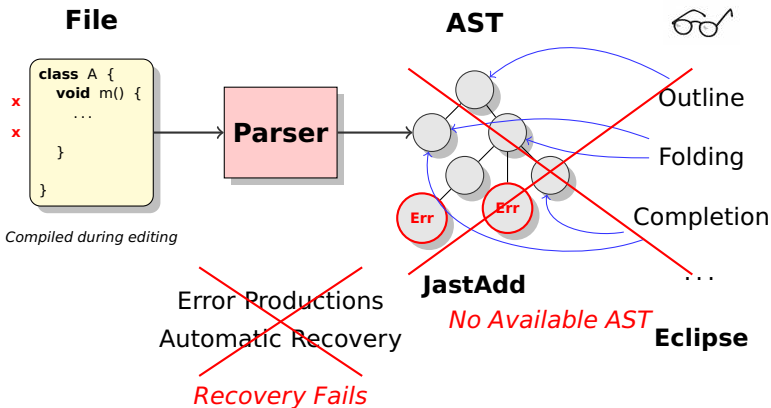 File
AST
class A {
void m() {
...
}
}
x
x
Parser
Outline
Folding
Completion
...
Err
Err
Compiled during editing
JastAdd
No Available AST
Eclipse
Error Productions
Automatic Recovery
Recovery Fails